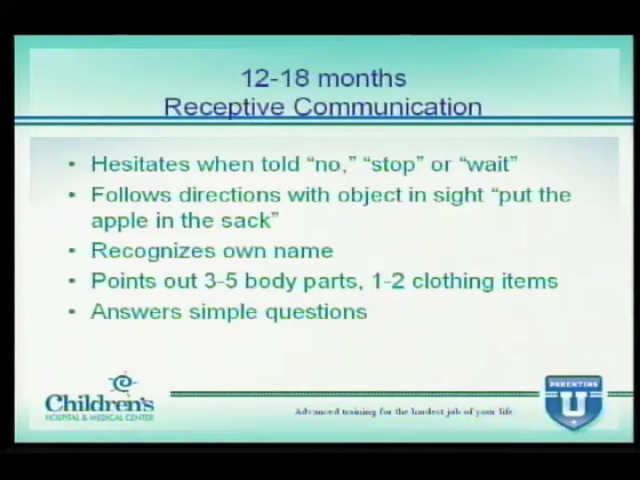 12-18 months
Receptive Communication
• Hesitates when told “no,” “stop” or “wait”
• Follows directions with object in sight “put the
apple in the sack”
• Recognizes own name
• Points out 3-5 body parts, 1-2 clothing items
• Answers simple questions
Children's
HOSPITAL & MEDICAL CENTER
Advanced training for the hardest job of your life.
PARENTING
U